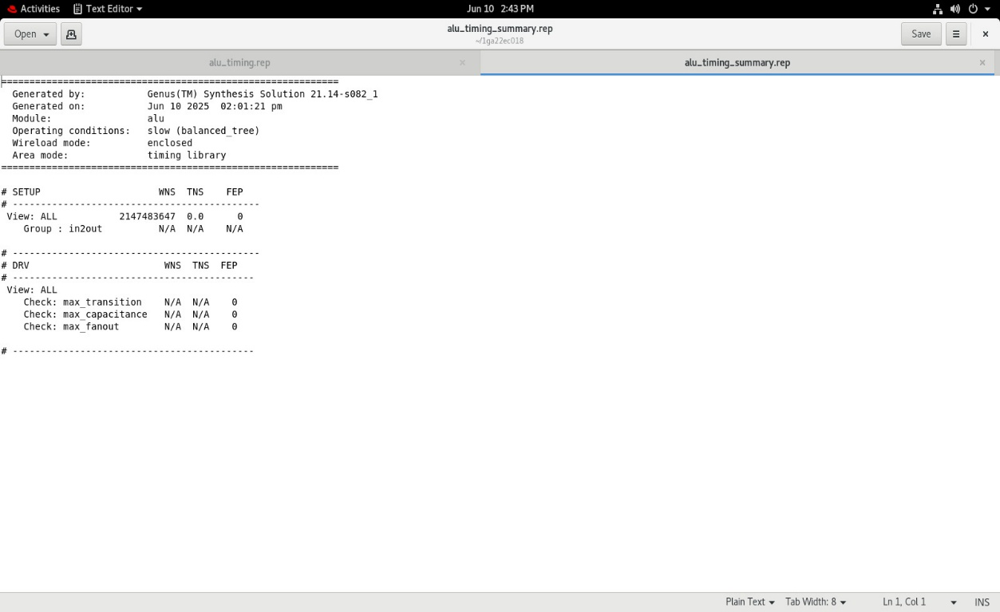 Activities Text Editor Jun 10 2:43 PM
Open alu_timing_summary.rep Save
~/1ga22ec018
alu_timing.rep × alu_timing_summary.rep ×
============================================================
  Generated by:           Genus(TM) Synthesis Solution 21.14-s082_1
  Generated on:           Jun 10 2025  02:01:21 pm
  Module:                 alu
  Operating conditions:   slow (balanced_tree)
  Wireload mode:          enclosed
  Area mode:              timing library
============================================================
# SETUP                     WNS  TNS    FEP
# --------------------------------------------
 View: ALL           2147483647  0.0      0
    Group : in2out          N/A  N/A    N/A
# --------------------------------------------
# DRV                        WNS  TNS  FEP
# -------------------------------------------
 View: ALL
    Check: max_transition    N/A  N/A    0
    Check: max_capacitance   N/A  N/A    0
    Check: max_fanout        N/A  N/A    0
# -------------------------------------------
Plain Text Tab Width: 8 Ln 1, Col 1 INS